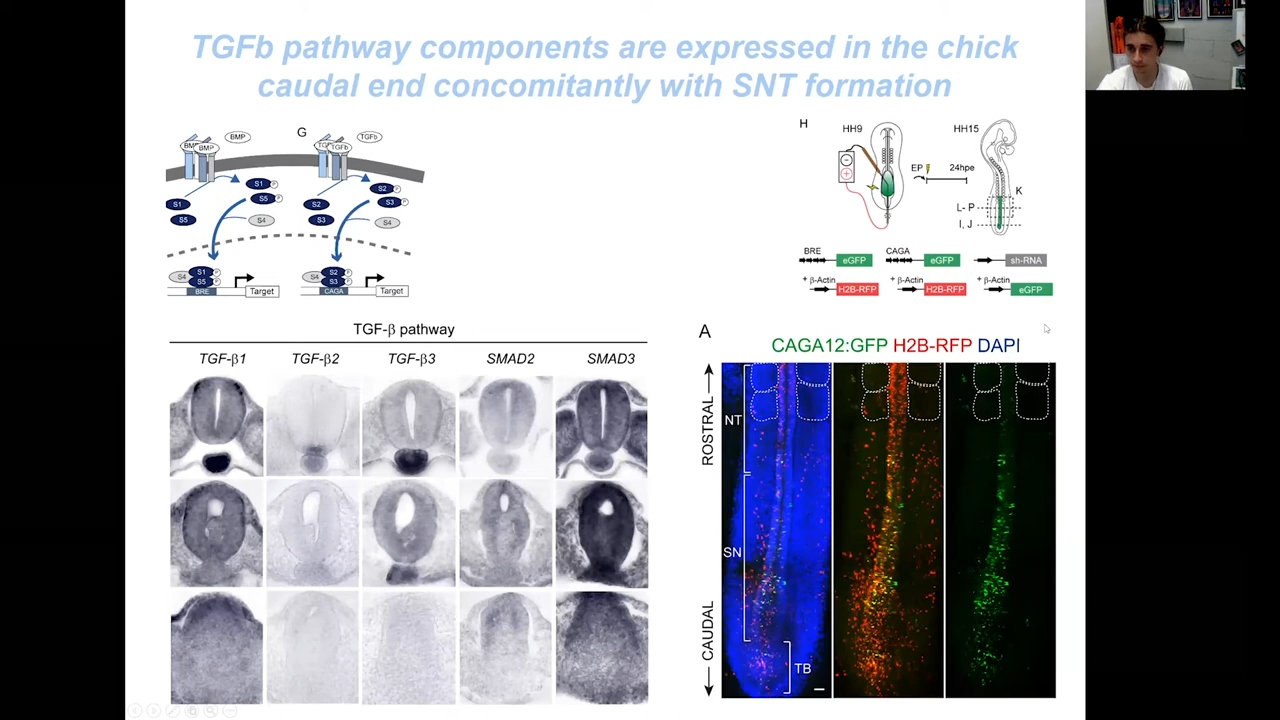 TGFb pathway components are expressed in the chick
caudal end concomitantly with SNT formation
BMP
BMP
G
TGFb
TGFb
S1 P
S5 P
S1
S5
S4
S2 P
S3 P
S2
S3
S4
S4
S1 P
S5 P
BRE
Target
S4
S2 P
S3 P
CAGA
Target
H
HH9
HH15
EP
24hpe
K
L- P
I, J
BRE
eGFP
CAGA
eGFP
sh-RNA
+ β-Actin
H2B-RFP
+ β-Actin
H2B-RFP
+ β-Actin
eGFP
TGF-β pathway
TGF-β1
TGF-β2
TGF-β3
SMAD2
SMAD3
A
CAGA12:GFP H2B-RFP DAPI
ROSTRAL
CAUDAL
NT
SN
TB